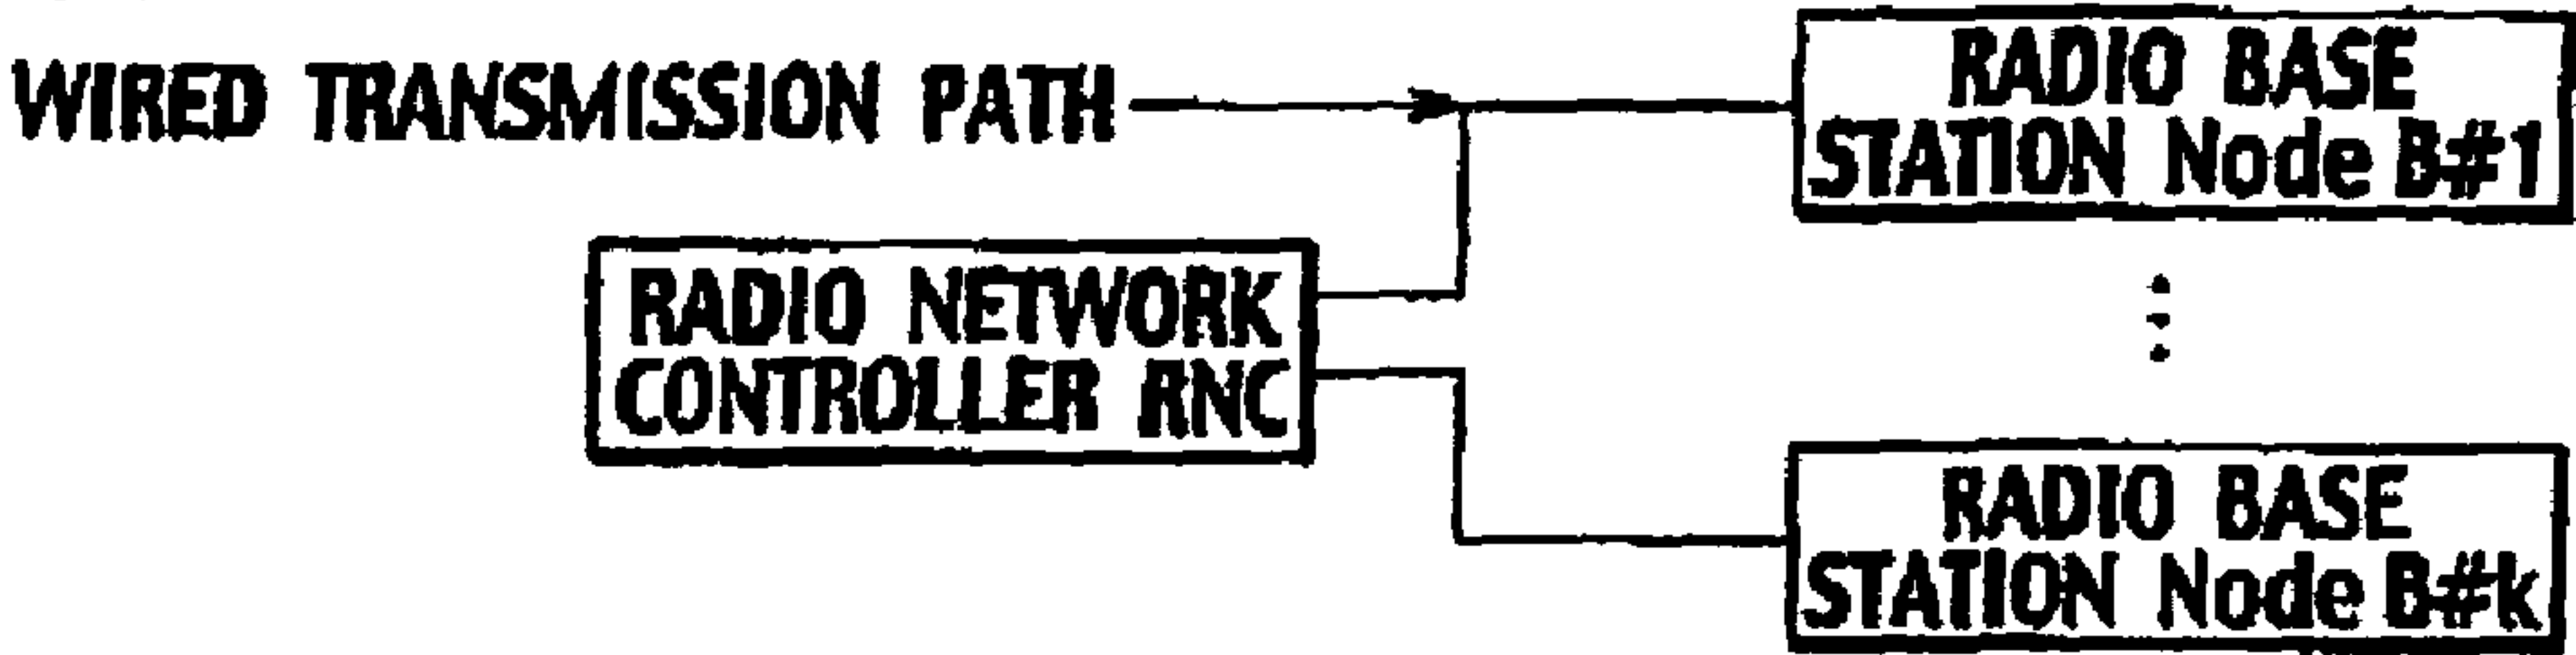 WIRED TRANSMISSION PATH
RADIO BASE
STATION Node B#1
RADIO NETWORK
CONTROLLER RNC
RADIO BASE
STATION Node B#k